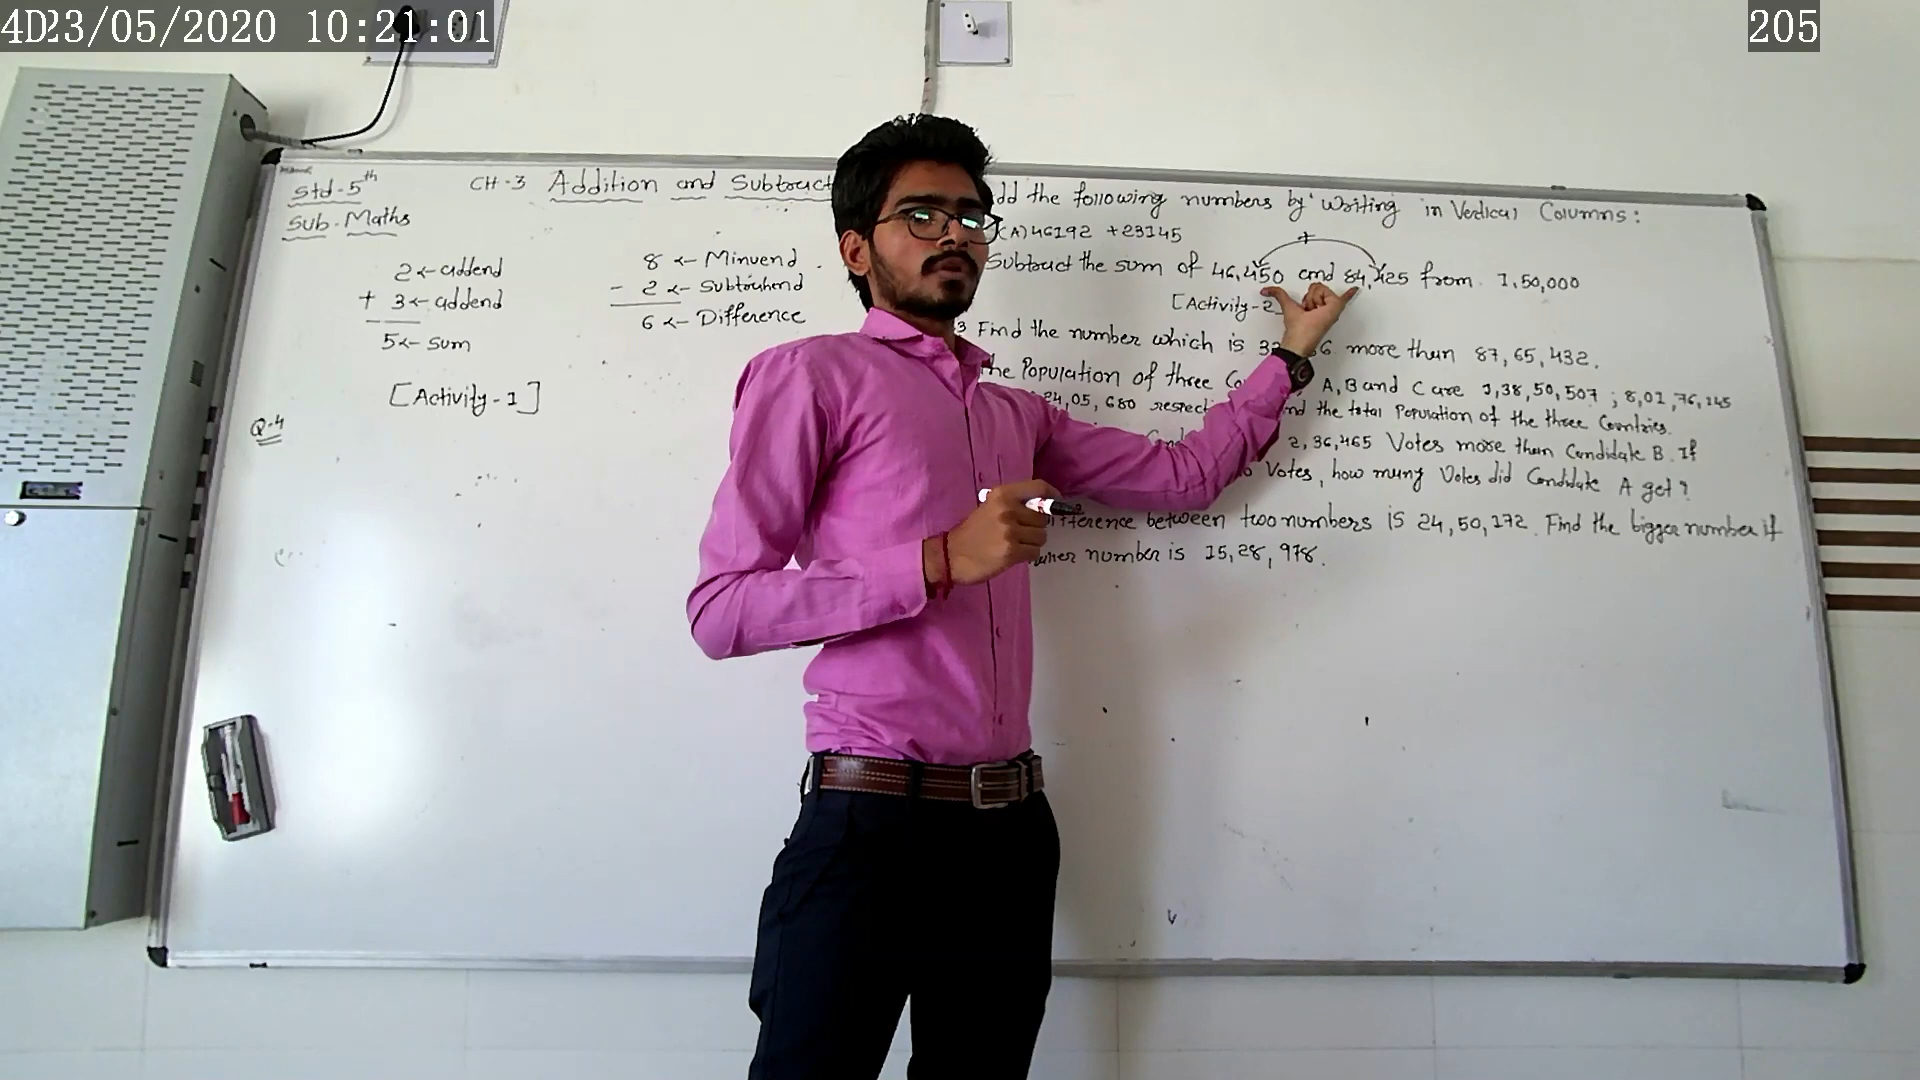 4D23/05/2020 10:21:01
205
Std-5th
Sub. Maths
CH-3 Addition and Subtract
2 <- addend
+ 3 <- addend
5 <- Sum
[Activity-1]
Q.4
8 <- Minuend
- 2 <- Subtrahend
6 <- Difference
dd the following numbers by writing in Vertical Columns:
(A) 46192 +23145
+
Subtract the sum of 46,450 and 84,425 from 1,50,000
[Activity-2]
3 Find the number which is more than 87,65,432.
the Population of three A, B and C are 1,38,50,507 ; 8,01,76,145
24,05,680 the total Population of the three Countries.
2,36,465 Votes more than Candidate B. If
Votes, how many Votes did Candidate A get?
ifference between two numbers is 24,50,172. Find the bigger number if
number is 15,28,978.